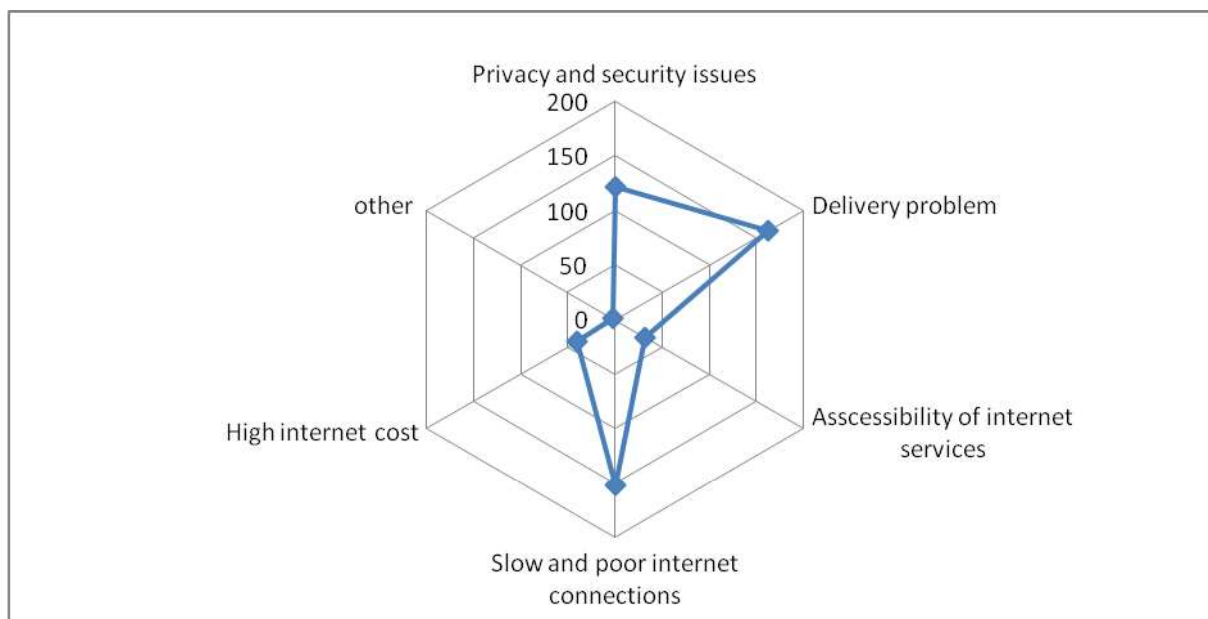 Privacy and security issues
200
150
100
50
0
other
Delivery problem
High internet cost
Asscessibility of internet
services
Slow and poor internet
connections